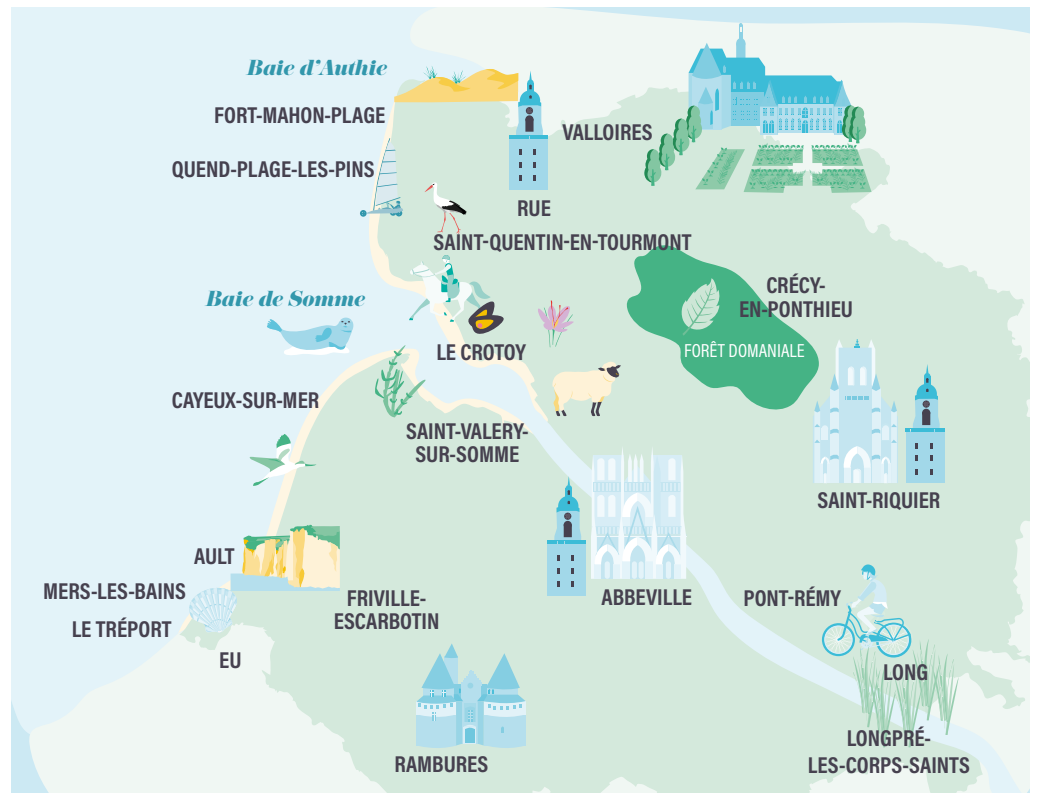 Baie d'Authie
FORT-MAHON-PLAGE
VALLOIRES
QUEND-PLAGE-LES-PINS
RUE
SAINT-QUENTIN-EN-TOURMONT
CRÉCY-
EN-PONTHIEU
Baie de Somme
FORÊT DOMANIALE
LE CROTOY
CAYEUX-SUR-MER
SAINT-VALERY-
SUR-SOMME
SAINT-RIQUIER
AULT
MERS-LES-BAINS
FRIVILLE-
ESCARBOTIN
ABBEVILLE
PONT-RÉMY
LE TRÉPORT
EU
LONG
LONGPRÉ-
LES-CORPS-SAINTS
RAMBURES